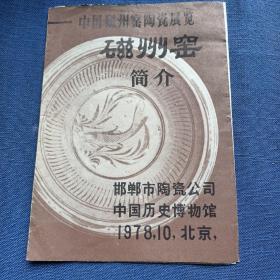 中国磁州窑陶瓷展览
磁州窑
简介
邯郸市陶瓷公司
中国历史博物馆
1978,10,北京,